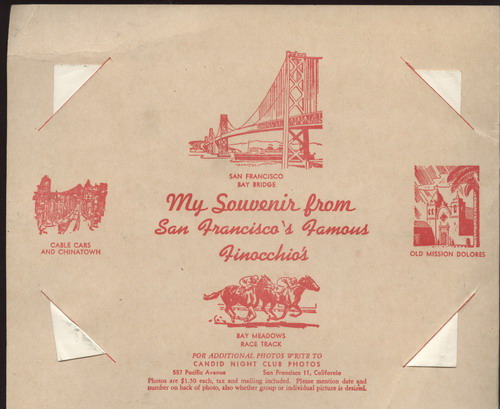 SAN FRANCISCO
BAY BRIDGE
My Souvenir from
San Francisco's Famous
Finocchio's
CABLE CARS
AND CHINATOWN
OLD MISSION DOLORES
BAY MEADOWS
RACE TRACK
FOR ADDITIONAL PHOTOS WRITE TO
CANDID NIGHT CLUB PHOTOS
537 Pacific Avenue San Francisco 11, California
Photos are $1.50 each, tax and mailing included. Please mention date and
number on back of photo, also whether group or individual picture is desired.